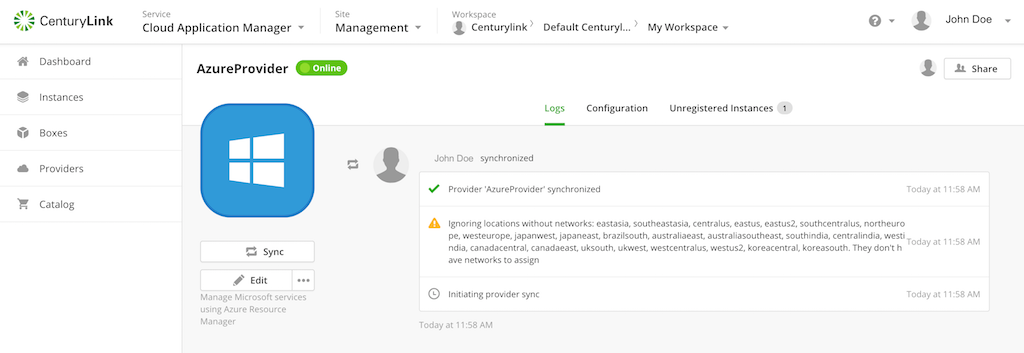 CenturyLink
Service
Cloud Application Manager
Site
Management
Workspace
Centurylink
Default Centuryl...
My Workspace
?
John Doe
Dashboard
Instances
Boxes
Providers
Catalog
AzureProvider
Online
Share
Logs
Configuration
Unregistered Instances 1
Sync
Edit
Manage Microsoft services
using Azure Resource
Manager
John Doe synchronized
Provider 'AzureProvider' synchronized
Today at 11:58 AM
Ignoring locations without networks: eastasia, southeastasia, centralus, eastus, eastus2, southcentralus, northeuro
pe, westeurope, japanwest, japaneast, brazilsouth, australiaeast, australiasoutheast, southindia, centralindia, westi
ndia, canadacentral, canadaeast, uksouth, ukwest, westcentralus, westus2, koreacentral, koreasouth. They don't h
ave networks to assign
Today at 11:58 AM
Initiating provider sync
Today at 11:58 AM
Today at 11:58 AM